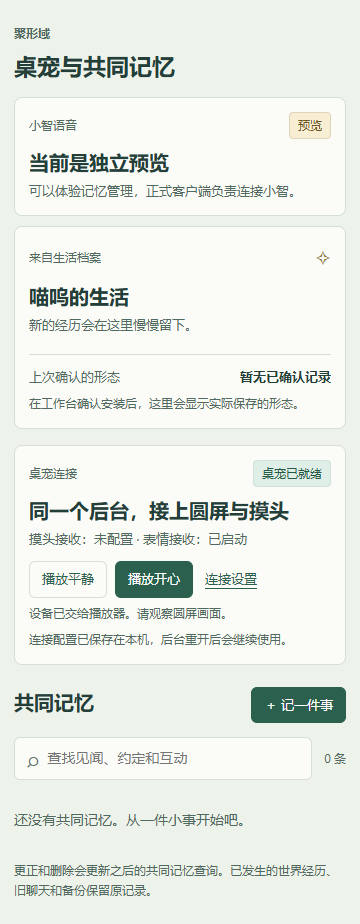 聚形域
桌宠与共同记忆
小智语音
预览
当前是独立预览
可以体验记忆管理，正式客户端负责连接小智。
来自生活档案
喵呜的生活
新的经历会在这里慢慢留下。
上次确认的形态
暂无已确认记录
在工作台确认安装后，这里会显示实际保存的形态。
桌宠连接
桌宠已就绪
同一个后台，接上圆屏与摸头
摸头接收：未配置 · 表情接收：已启动
播放平静
播放开心
连接设置
设备已交给播放器。请观察圆屏画面。
连接配置已保存在本机，后台重开后会继续使用。
共同记忆
+ 记一件事
查找见闻、约定和互动
0 条
还没有共同记忆。从一件小事开始吧。
更正和删除会更新之后的共同记忆查询。已发生的世界经历、
旧聊天和备份保留原记录。